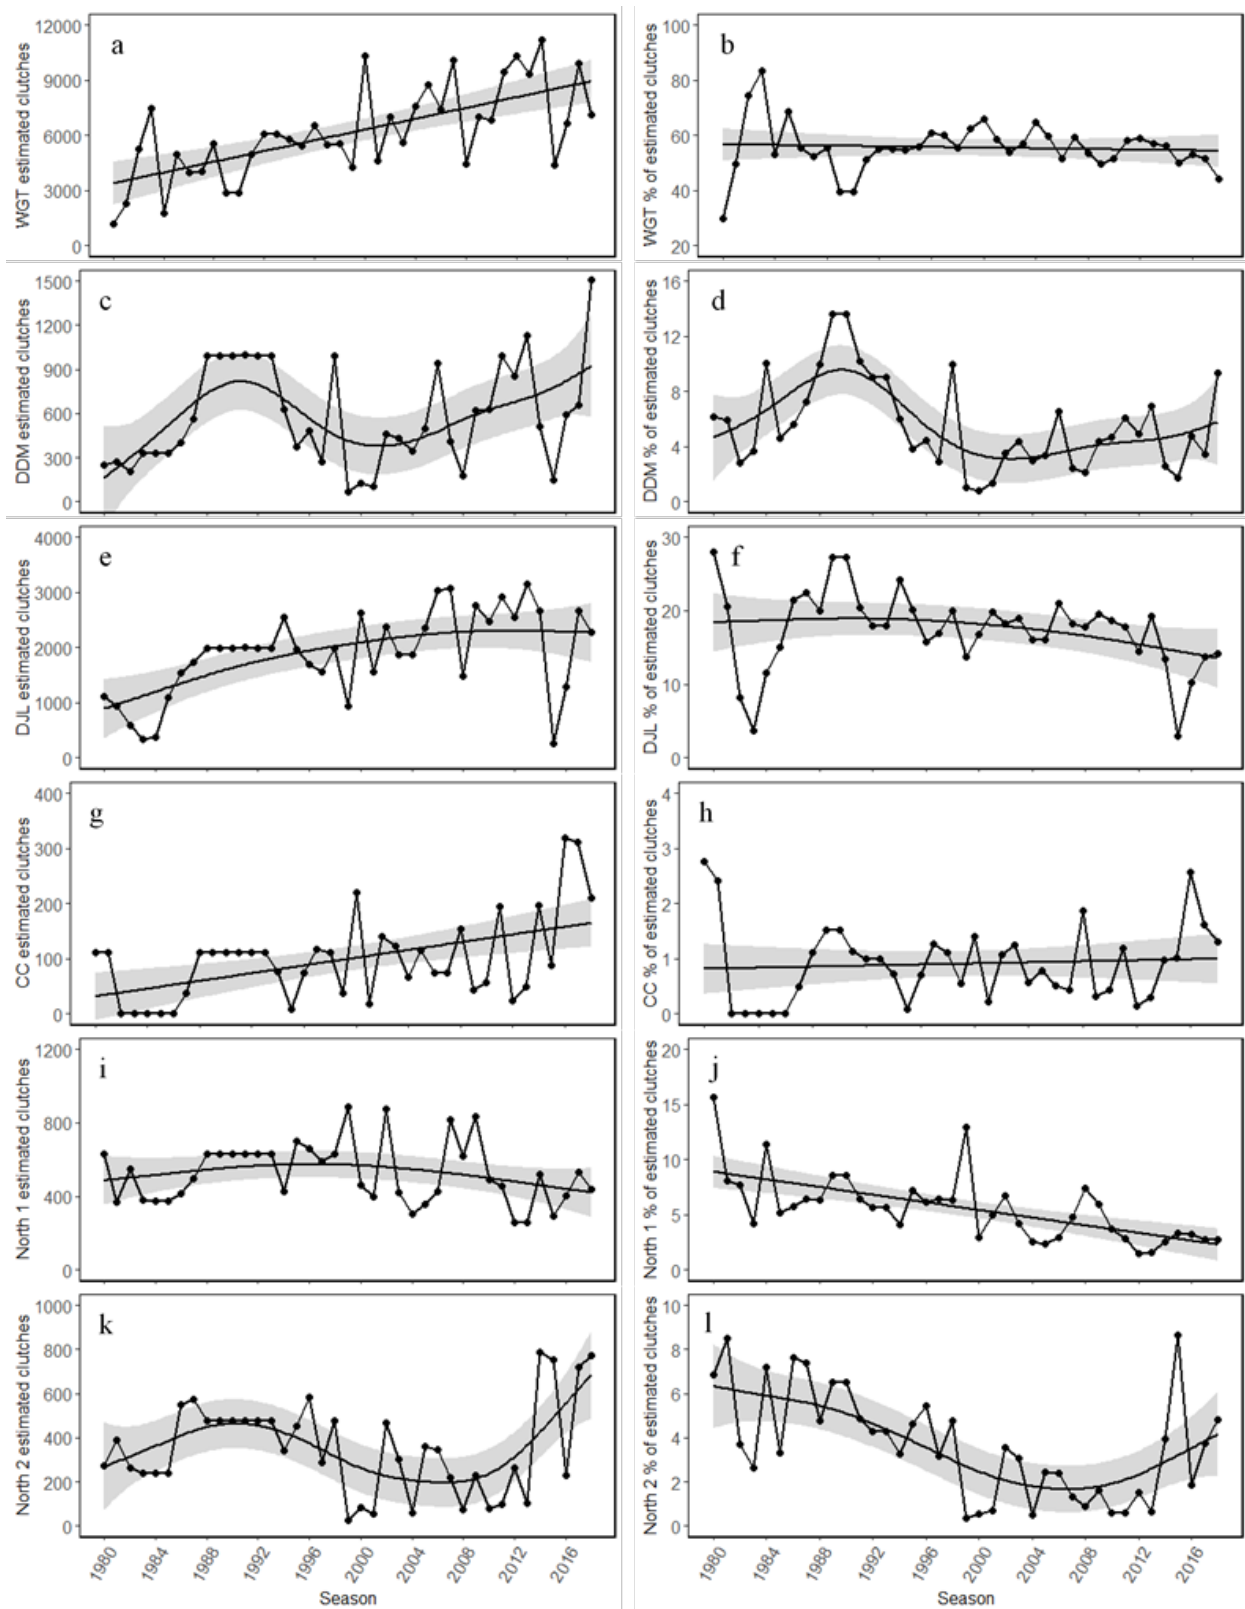 a
WGT estimated clutches
12000
9000
6000
3000
0
b
WGT % of estimated clutches
100
80
60
40
20
c
DDM estimated clutches
1500
1200
900
600
300
0
d
DDM % of estimated clutches
16
12
8
4
0
e
DJL estimated clutches
4000
3000
2000
1000
0
f
DJL % of estimated clutches
30
20
10
0
g
CC estimated clutches
400
300
200
100
0
h
CC % of estimated clutches
4
3
2
1
0
i
North 1 estimated clutches
1200
800
400
0
j
North 1 % of estimated clutches
20
15
10
5
0
k
North 2 estimated clutches
1000
800
600
400
200
0
1980 1984 1988 1992 1996 2000 2004 2008 2012 2016
Season
l
North 2 % of estimated clutches
10
8
6
4
2
0
1980 1984 1988 1992 1996 2000 2004 2008 2012 2016
Season